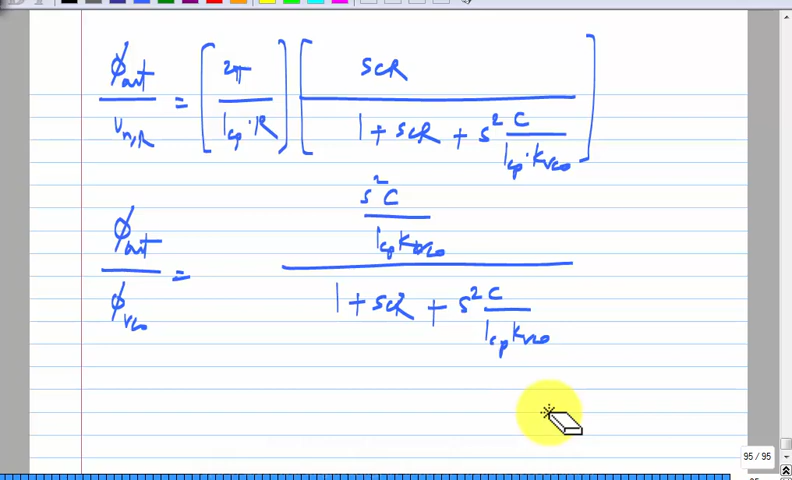 ϕout/vn,R = [2π/(Icp·R)] [sCR/(1 + sCR + s² C/(Icp·Kvco))]
ϕout/ϕvco = (s²C/(Icp Kvco))/(1 + sCR + s² C/(Icp Kvco))
95 / 95